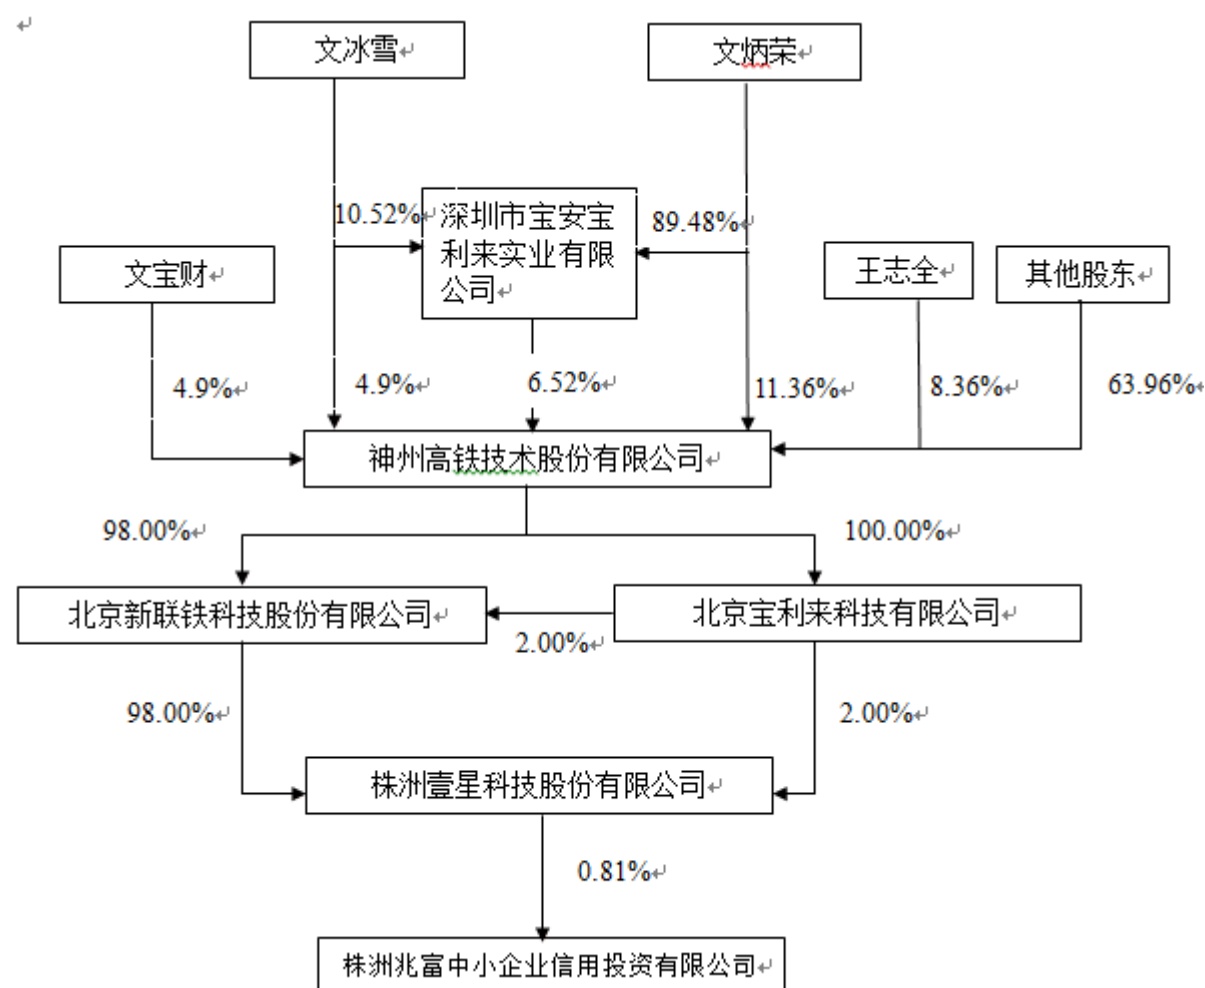 文冰雪
文炳荣
10.52%
深圳市宝安宝
利来实业有限
公司
89.48%
文宝财
王志全
其他股东
4.9%
4.9%
6.52%
11.36%
8.36%
63.96%
神州高铁技术股份有限公司
98.00%
100.00%
北京新联铁科技股份有限公司
北京宝利来科技有限公司
2.00%
98.00%
2.00%
株洲壹星科技股份有限公司
0.81%
株洲兆富中小企业信用投资有限公司